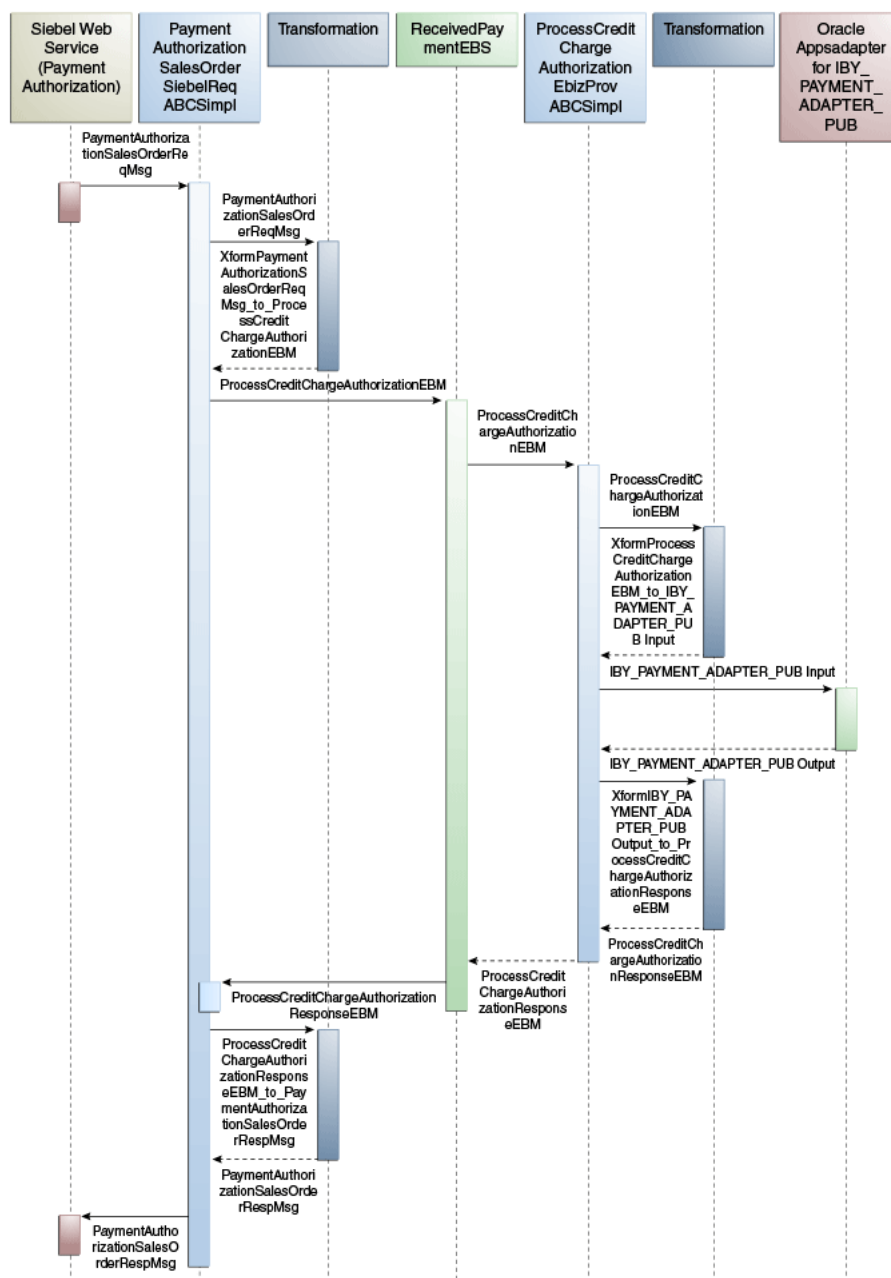 Siebel Web
Service
(Payment
Authorization)
Payment
Authorization
SalesOrder
SiebelReq
ABCSimpl
Transformation
ReceivedPay
mentEBS
ProcessCredit
Charge
Authorization
EbizProv
ABCSimpl
Transformation
Oracle
Appsadapter
for IBY_
PAYMENT_
ADAPTER_
PUB
PaymentAuthoriza
tionSalesOrderRe
qMsg
PaymentAuthor
izationSalesOrd
erReqMsg
XformPayment
AuthorizationS
alesOrderReq
Msg_to_Proce
ssCredit
ChargeAuthori
zationEBM
ProcessCreditChargeAuthorizationEBM
ProcessCreditCh
argeAuthorizatio
nEBM
ProcessCreditC
hargeAuthorizat
ionEBM
XformProcess
CreditCharge
Authorization
EBM_to_IBY_
PAYMENT_A
DAPTER_PU
B Input
IBY_PAYMENT_ADAPTER_PUB Input
IBY_PAYMENT_ADAPTER_PUB Output
XformIBY_PA
YMENT_ADA
PTER_PUB
Output_to_Pr
ocessCreditC
hargeAuthoriz
ationRespons
eEBM
ProcessCreditCh
argeAuthorizatio
nResponseEBM
ProcessCredit
ChargeAuthori
zationRespons
eEBM
ProcessCreditChargeAuthorization
ResponseEBM
ProcessCredit
ChargeAuthori
zationRespons
eEBM_to_Pay
mentAuthoriza
tionSalesOrde
rRespMsg
PaymentAuthori
zationSalesOrde
rRespMsg
PaymentAutho
rizationSalesO
rderRespMsg